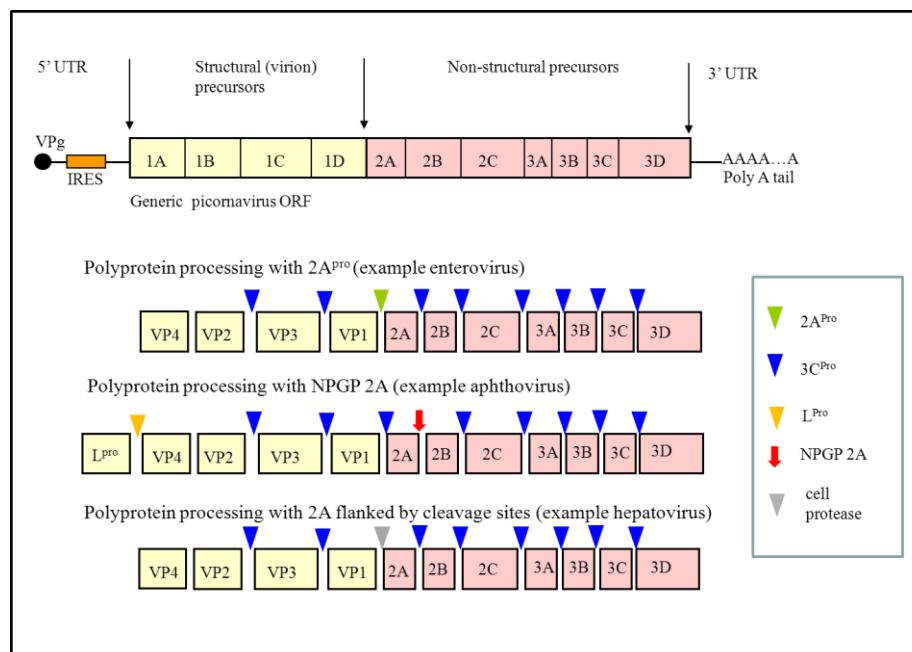 5’ UTR
Structural (virion)
precursors
Non-structural precursors
3’ UTR
VPg
1A 1B 1C 1D 2A 2B 2C 3A 3B 3C 3D
AAAA…A
IRES
Poly A tail
Generic picornavirus ORF
Polyprotein processing with 2Aᵖʳᵒ (example enterovirus)
VP4 VP2 VP3 VP1 2A 2B 2C 3A 3B 3C 3D
Polyprotein processing with NPGP 2A (example aphthovirus)
Lᵖʳᵒ VP4 VP2 VP3 VP1 2A 2B 2C 3A 3B 3C 3D
Polyprotein processing with 2A flanked by cleavage sites (example hepatovirus)
VP4 VP2 VP3 VP1 2A 2B 2C 3A 3B 3C 3D
2Aᴾʳᵒ
3Cᴾʳᵒ
Lᴾʳᵒ
NPGP 2A
cell
protease